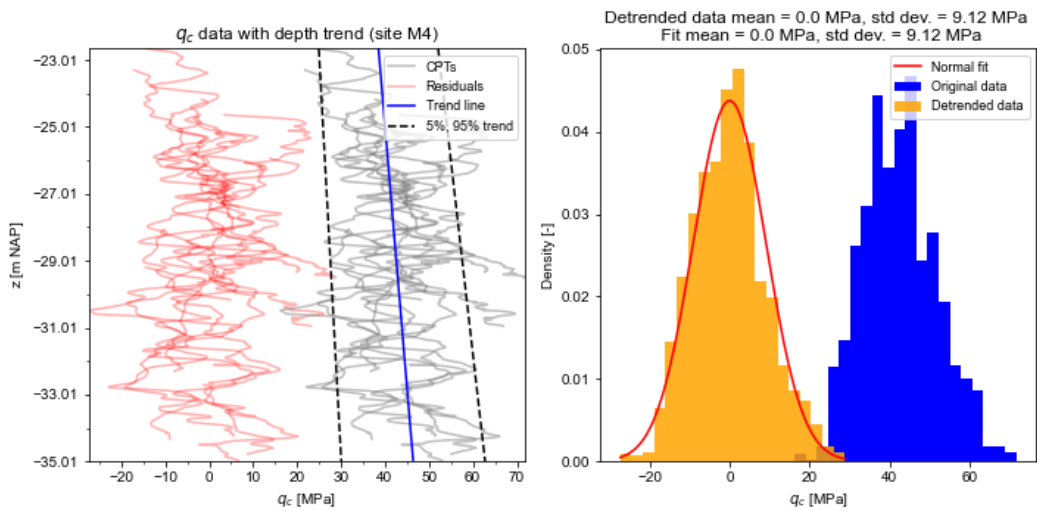 q_c data with depth trend (site M4)
CPTs
Residuals
Trend line
5%, 95% trend
−23.01
−25.01
−27.01
−29.01
−31.01
−33.01
−35.01
z [m NAP]
−20 −10 0 10 20 30 40 50 60 70
q_c [MPa]
Detrended data mean = 0.0 MPa, std dev. = 9.12 MPa
Fit mean = 0.0 MPa, std dev. = 9.12 MPa
Normal fit
Original data
Detrended data
0.05
0.04
0.03
0.02
0.01
0.00
Density [-]
−20 0 20 40 60
q_c [MPa]